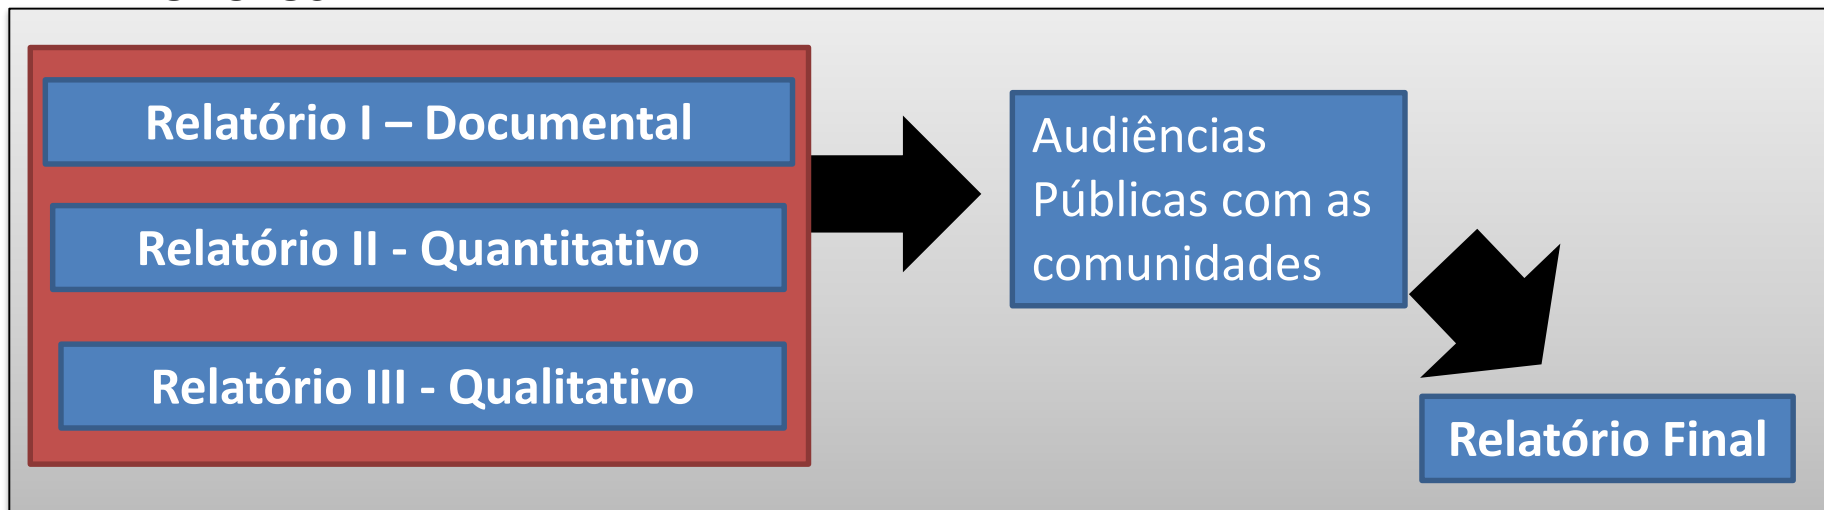 Relatório I – Documental
Relatório II - Quantitativo
Relatório III - Qualitativo
Audiências
Públicas com as
comunidades
Relatório Final